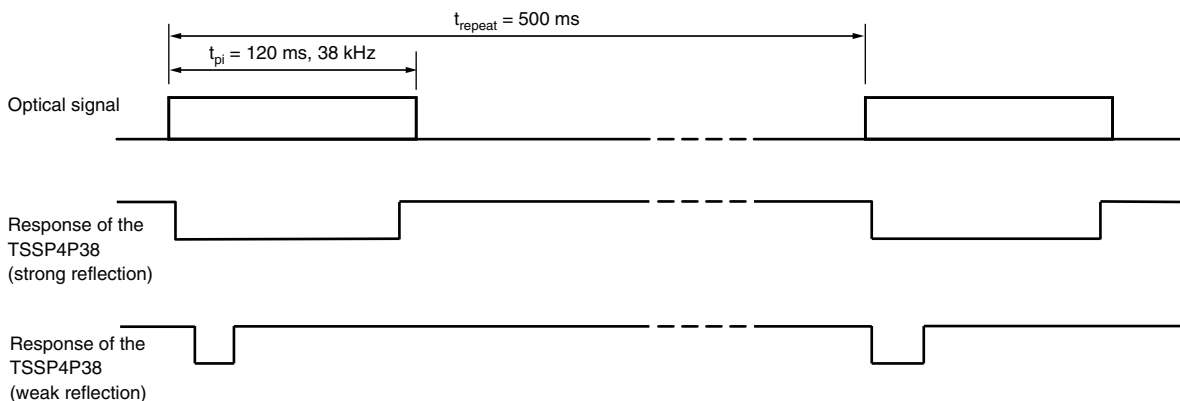 t_repeat = 500 ms
t_pi = 120 ms, 38 kHz
Optical signal
Response of the
TSSP4P38
(strong reflection)
Response of the
TSSP4P38
(weak reflection)